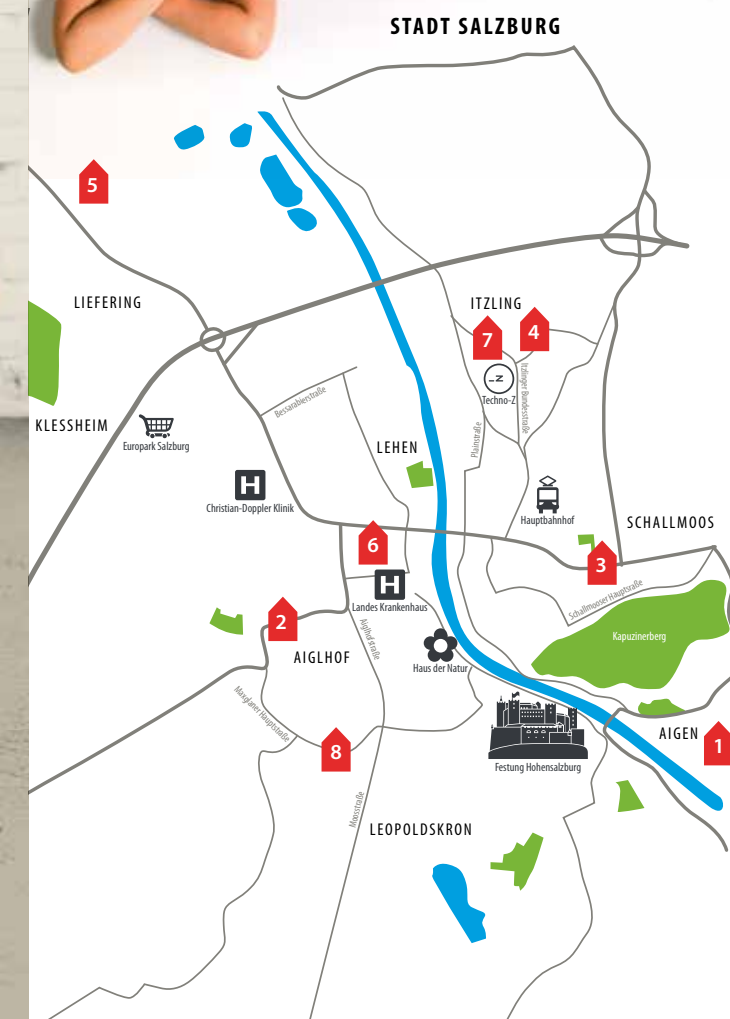 STADT SALZBURG
5
LIEFERING
ITZLING
7
4
Techno-Z
Itzlinger Bundesstraße
Bessarabierstraße
KLESSHEIM
Europark Salzburg
LEHEN
Plainstraße
H
Christian-Doppler Klinik
Hauptbahnhof
SCHALLMOOS
6
3
H
Landes Krankenhaus
Schallmooser Hauptstraße
2
Aiglhofstraße
AIGLHOF
Haus der Natur
Kapuzinerberg
Maxglaner Hauptstraße
8
Festung Hohensalzburg
AIGEN
1
Moosstraße
LEOPOLDSKRON